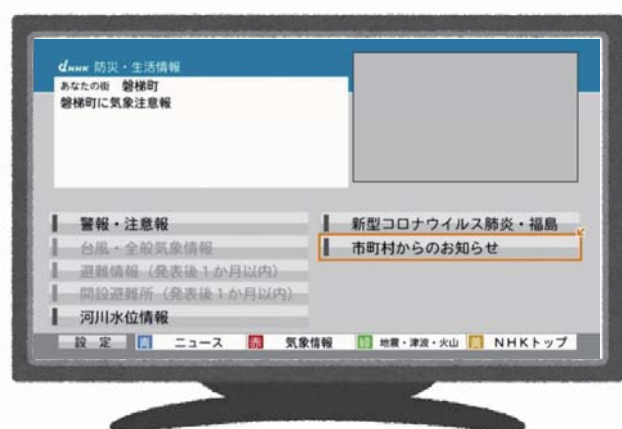 dNHK 防災・生活情報
あなたの街 磐梯町
磐梯町に気象注意報
警報・注意報
台風・全般気象情報
避難情報（発表後１か月以内）
開設避難所（発表後１か月以内）
河川水位情報
新型コロナウイルス肺炎・福島
市町村からのお知らせ
設定 青 ニュース 赤 気象情報 緑 地震・津波・火山 黄 NHKトップ